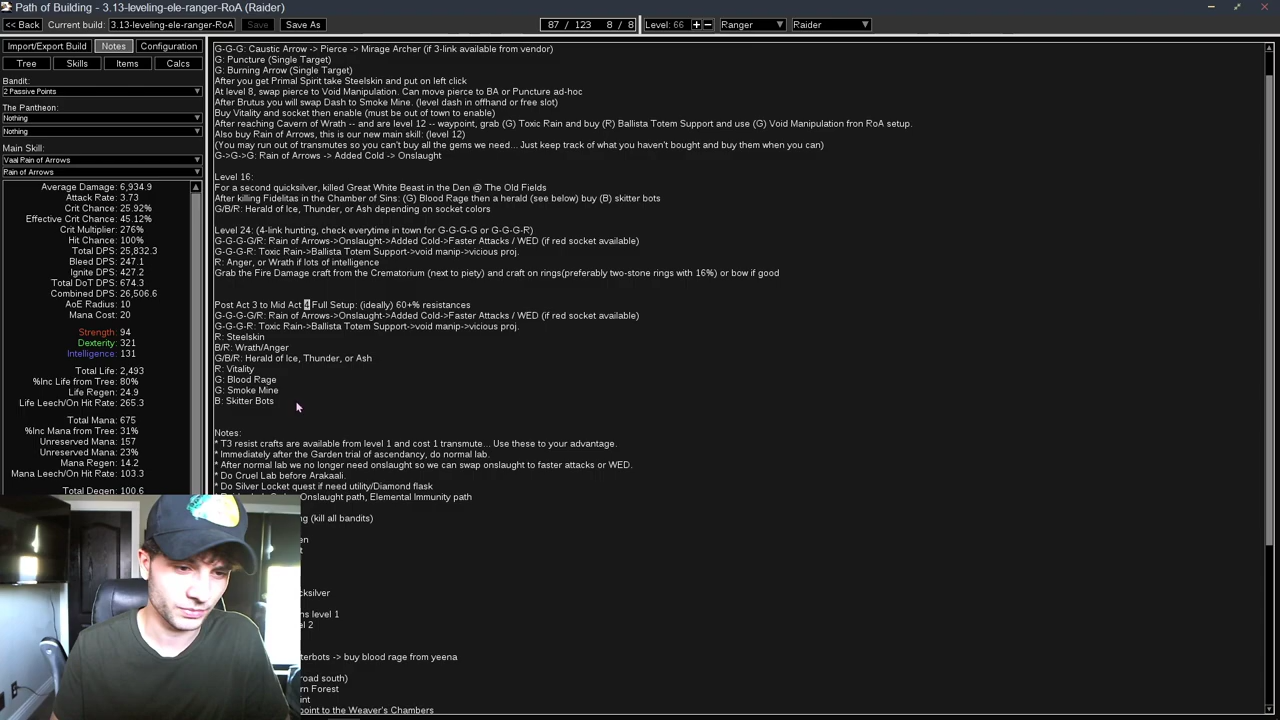 Path of Building - 3.13-leveling-ele-ranger-RoA (Raider)
<< Back
Current build: 3.13-leveling-ele-ranger-RoA
Save
Save As
87 / 123 8 / 8
Level: 66
+
Ranger
Raider
Import/Export Build
Notes
Configuration
Tree
Skills
Items
Calcs
Bandit:
2 Passive Points
The Pantheon:
Nothing
Nothing
Main Skill:
Vaal Rain of Arrows
Rain of Arrows
Average Damage: 6,934.9
Attack Rate: 3.73
Crit Chance: 25.92%
Effective Crit Chance: 45.12%
Crit Multiplier: 276%
Hit Chance: 100%
Total DPS: 25,832.3
Bleed DPS: 247.1
Ignite DPS: 427.2
Total DoT DPS: 674.3
Combined DPS: 26,506.6
AoE Radius: 10
Mana Cost: 20
Strength: 94
Dexterity: 321
Intelligence: 131
Total Life: 2,493
%Inc Life from Tree: 80%
Life Regen: 24.9
Life Leech/On Hit Rate: 265.3
Total Mana: 675
%Inc Mana from Tree: 31%
Unreserved Mana: 157
Unreserved Mana: 23%
Mana Regen: 14.2
Mana Leech/On Hit Rate: 103.3
Total Degen: 100.6
G-G-G: Caustic Arrow -> Pierce -> Mirage Archer (if 3-link available from vendor)
G: Puncture (Single Target)
G: Burning Arrow (Single Target)
After you get Primal Spirit take Steelskin and put on left click
At level 8, swap pierce to Void Manipulation. Can move pierce to BA or Puncture ad-hoc
After Brutus you will swap Dash to Smoke Mine. (level dash in offhand or free slot)
Buy Vitality and socket then enable (must be out of town to enable)
After reaching Cavern of Wrath -- and are level 12 -- waypoint, grab (G) Toxic Rain and buy (R) Ballista Totem Support and use (G) Void Manipulation fron RoA setup.
Also buy Rain of Arrows, this is our new main skill: (level 12)
(You may run out of transmutes so you can't buy all the gems we need... Just keep track of what you haven't bought and buy them when you can)
G->G->G: Rain of Arrows -> Added Cold -> Onslaught
Level 16:
For a second quicksilver, killed Great White Beast in the Den @ The Old Fields
After killing Fidelitas in the Chamber of Sins: (G) Blood Rage then a herald (see below) buy (B) skitter bots
G/B/R: Herald of Ice, Thunder, or Ash depending on socket colors
Level 24: (4-link hunting, check everytime in town for G-G-G-G or G-G-G-R)
G-G-G-G/R: Rain of Arrows->Onslaught->Added Cold->Faster Attacks / WED (if red socket available)
G-G-G-R: Toxic Rain->Ballista Totem Support->void manip->vicious proj.
R: Anger, or Wrath if lots of intelligence
Grab the Fire Damage craft from the Crematorium (next to piety) and craft on rings(preferably two-stone rings with 16%) or bow if good
Post Act 3 to Mid Act 4 Full Setup: (ideally) 60+% resistances
G-G-G-G/R: Rain of Arrows->Onslaught->Added Cold->Faster Attacks / WED (if red socket available)
G-G-G-R: Toxic Rain->Ballista Totem Support->void manip->vicious proj.
R: Steelskin
B/R: Wrath/Anger
G/B/R: Herald of Ice, Thunder, or Ash
R: Vitality
G: Blood Rage
G: Smoke Mine
B: Skitter Bots
Notes:
* T3 resist crafts are available from level 1 and cost 1 transmute... Use these to your advantage.
* Immediately after the Garden trial of ascendancy, do normal lab.
* After normal lab we no longer need onslaught so we can swap onslaught to faster attacks or WED.
* Do Cruel Lab before Arakaali.
* Do Silver Locket quest if need utility/Diamond flask
Onslaught path, Elemental Immunity path
(kill all bandits)
level 1
-> buy blood rage from yeena
road south)
Forest
point to the Weaver's Chambers